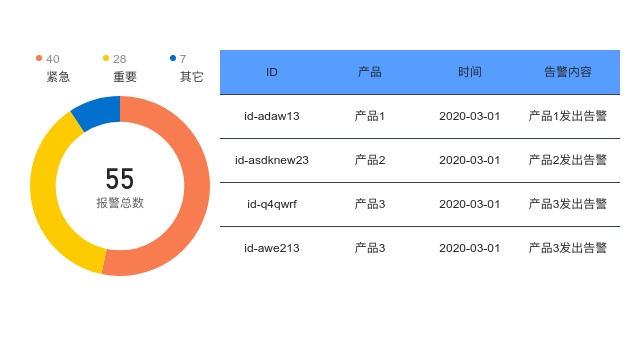 40 28 7
紧急 重要 其它
55
报警总数
ID 产品 时间 告警内容
id-adaw13 产品1 2020-03-01 产品1发出告警
id-asdknew23 产品2 2020-03-01 产品2发出告警
id-q4qwrf 产品3 2020-03-01 产品3发出告警
id-awe213 产品3 2020-03-01 产品3发出告警